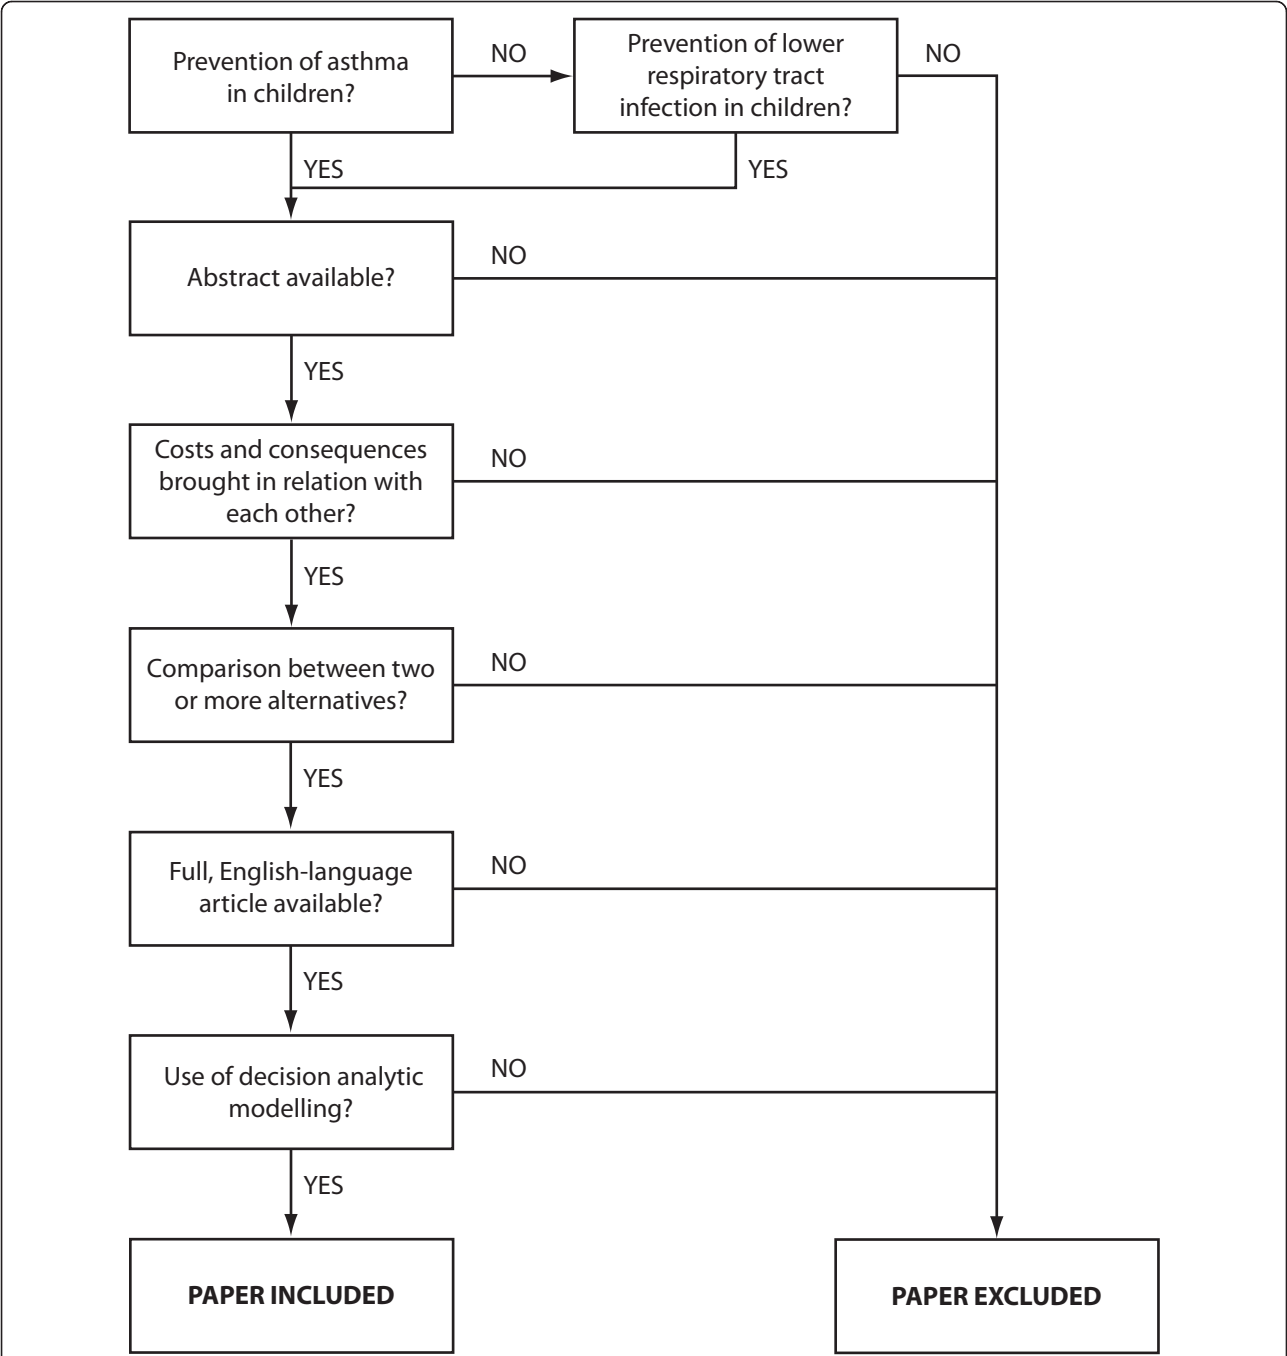 Prevention of asthma
in children?
NO
Prevention of lower
respiratory tract
infection in children?
NO
YES
YES
Abstract available?
NO
YES
Costs and consequences
brought in relation with
each other?
NO
YES
Comparison between two
or more alternatives?
NO
YES
Full, English-language
article available?
NO
YES
Use of decision analytic
modelling?
NO
YES
PAPER INCLUDED
PAPER EXCLUDED